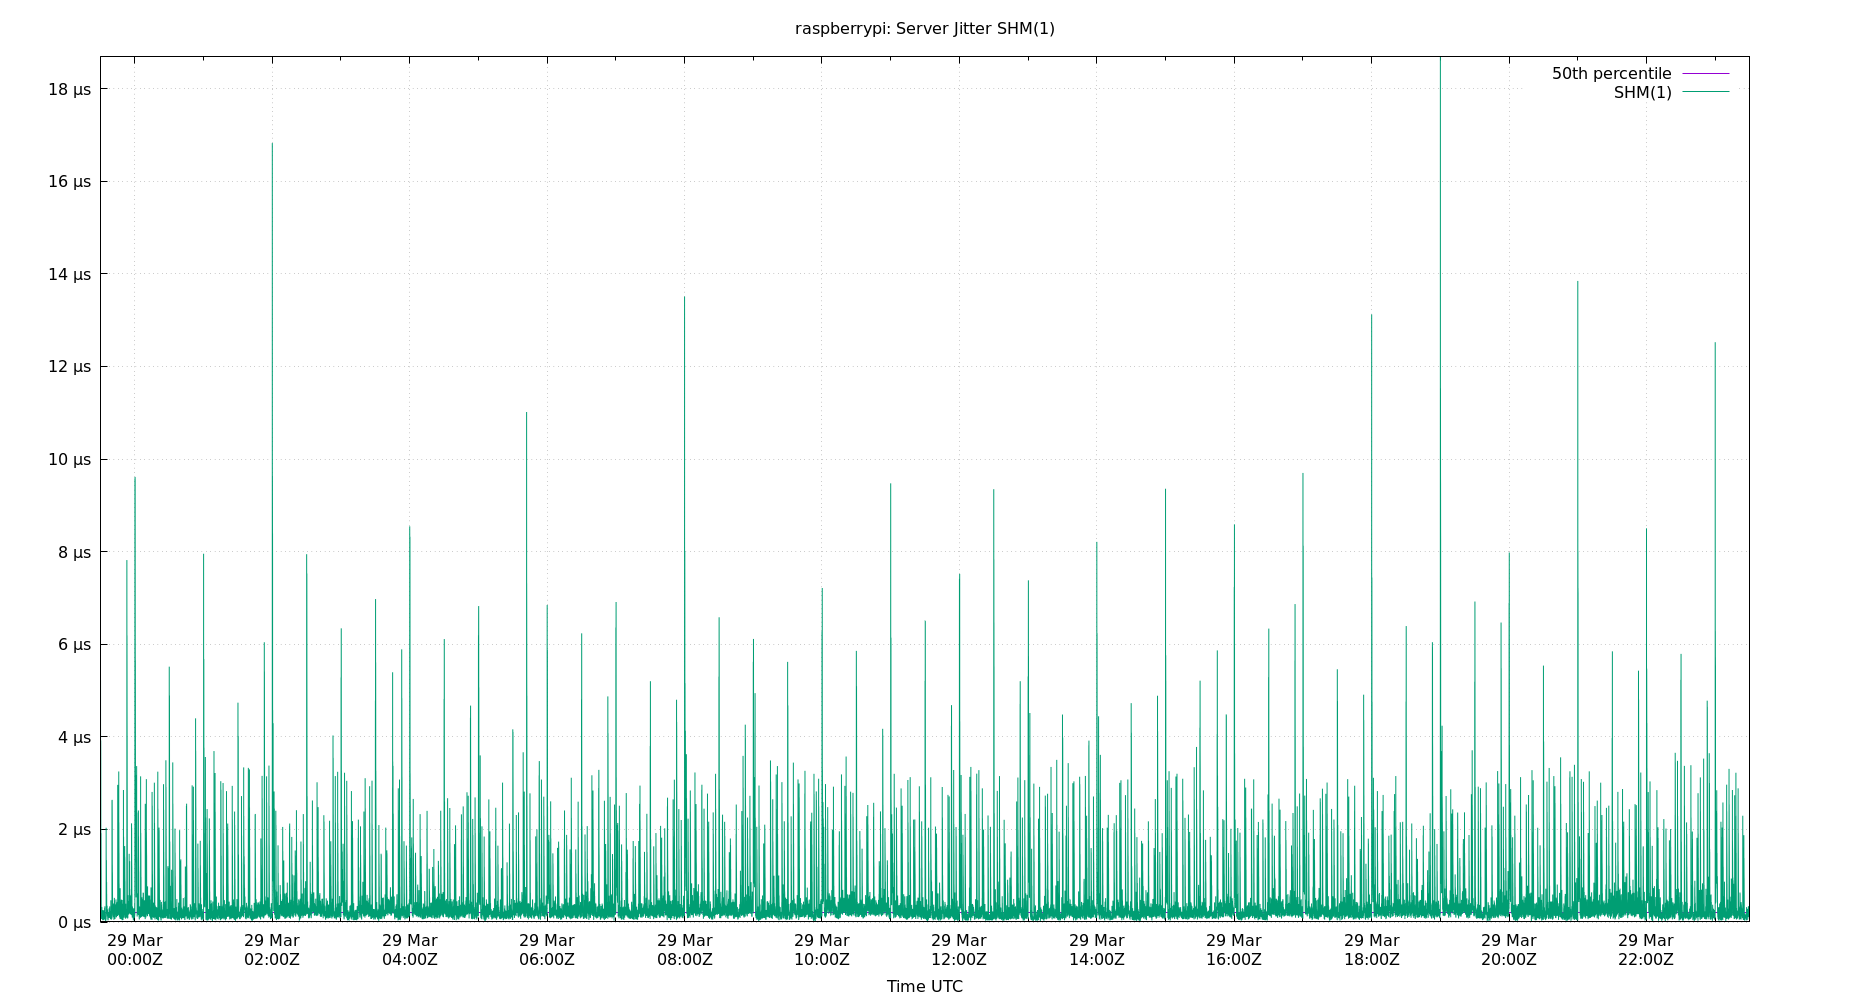 raspberrypi: Server Jitter SHM(1)
50th percentile
SHM(1)
18 µs
16 µs
14 µs
12 µs
10 µs
8 µs
6 µs
4 µs
2 µs
0 µs
29 Mar 29 Mar 29 Mar 29 Mar 29 Mar 29 Mar 29 Mar 29 Mar 29 Mar 29 Mar 29 Mar 29 Mar
00:00Z 02:00Z 04:00Z 06:00Z 08:00Z 10:00Z 12:00Z 14:00Z 16:00Z 18:00Z 20:00Z 22:00Z
Time UTC